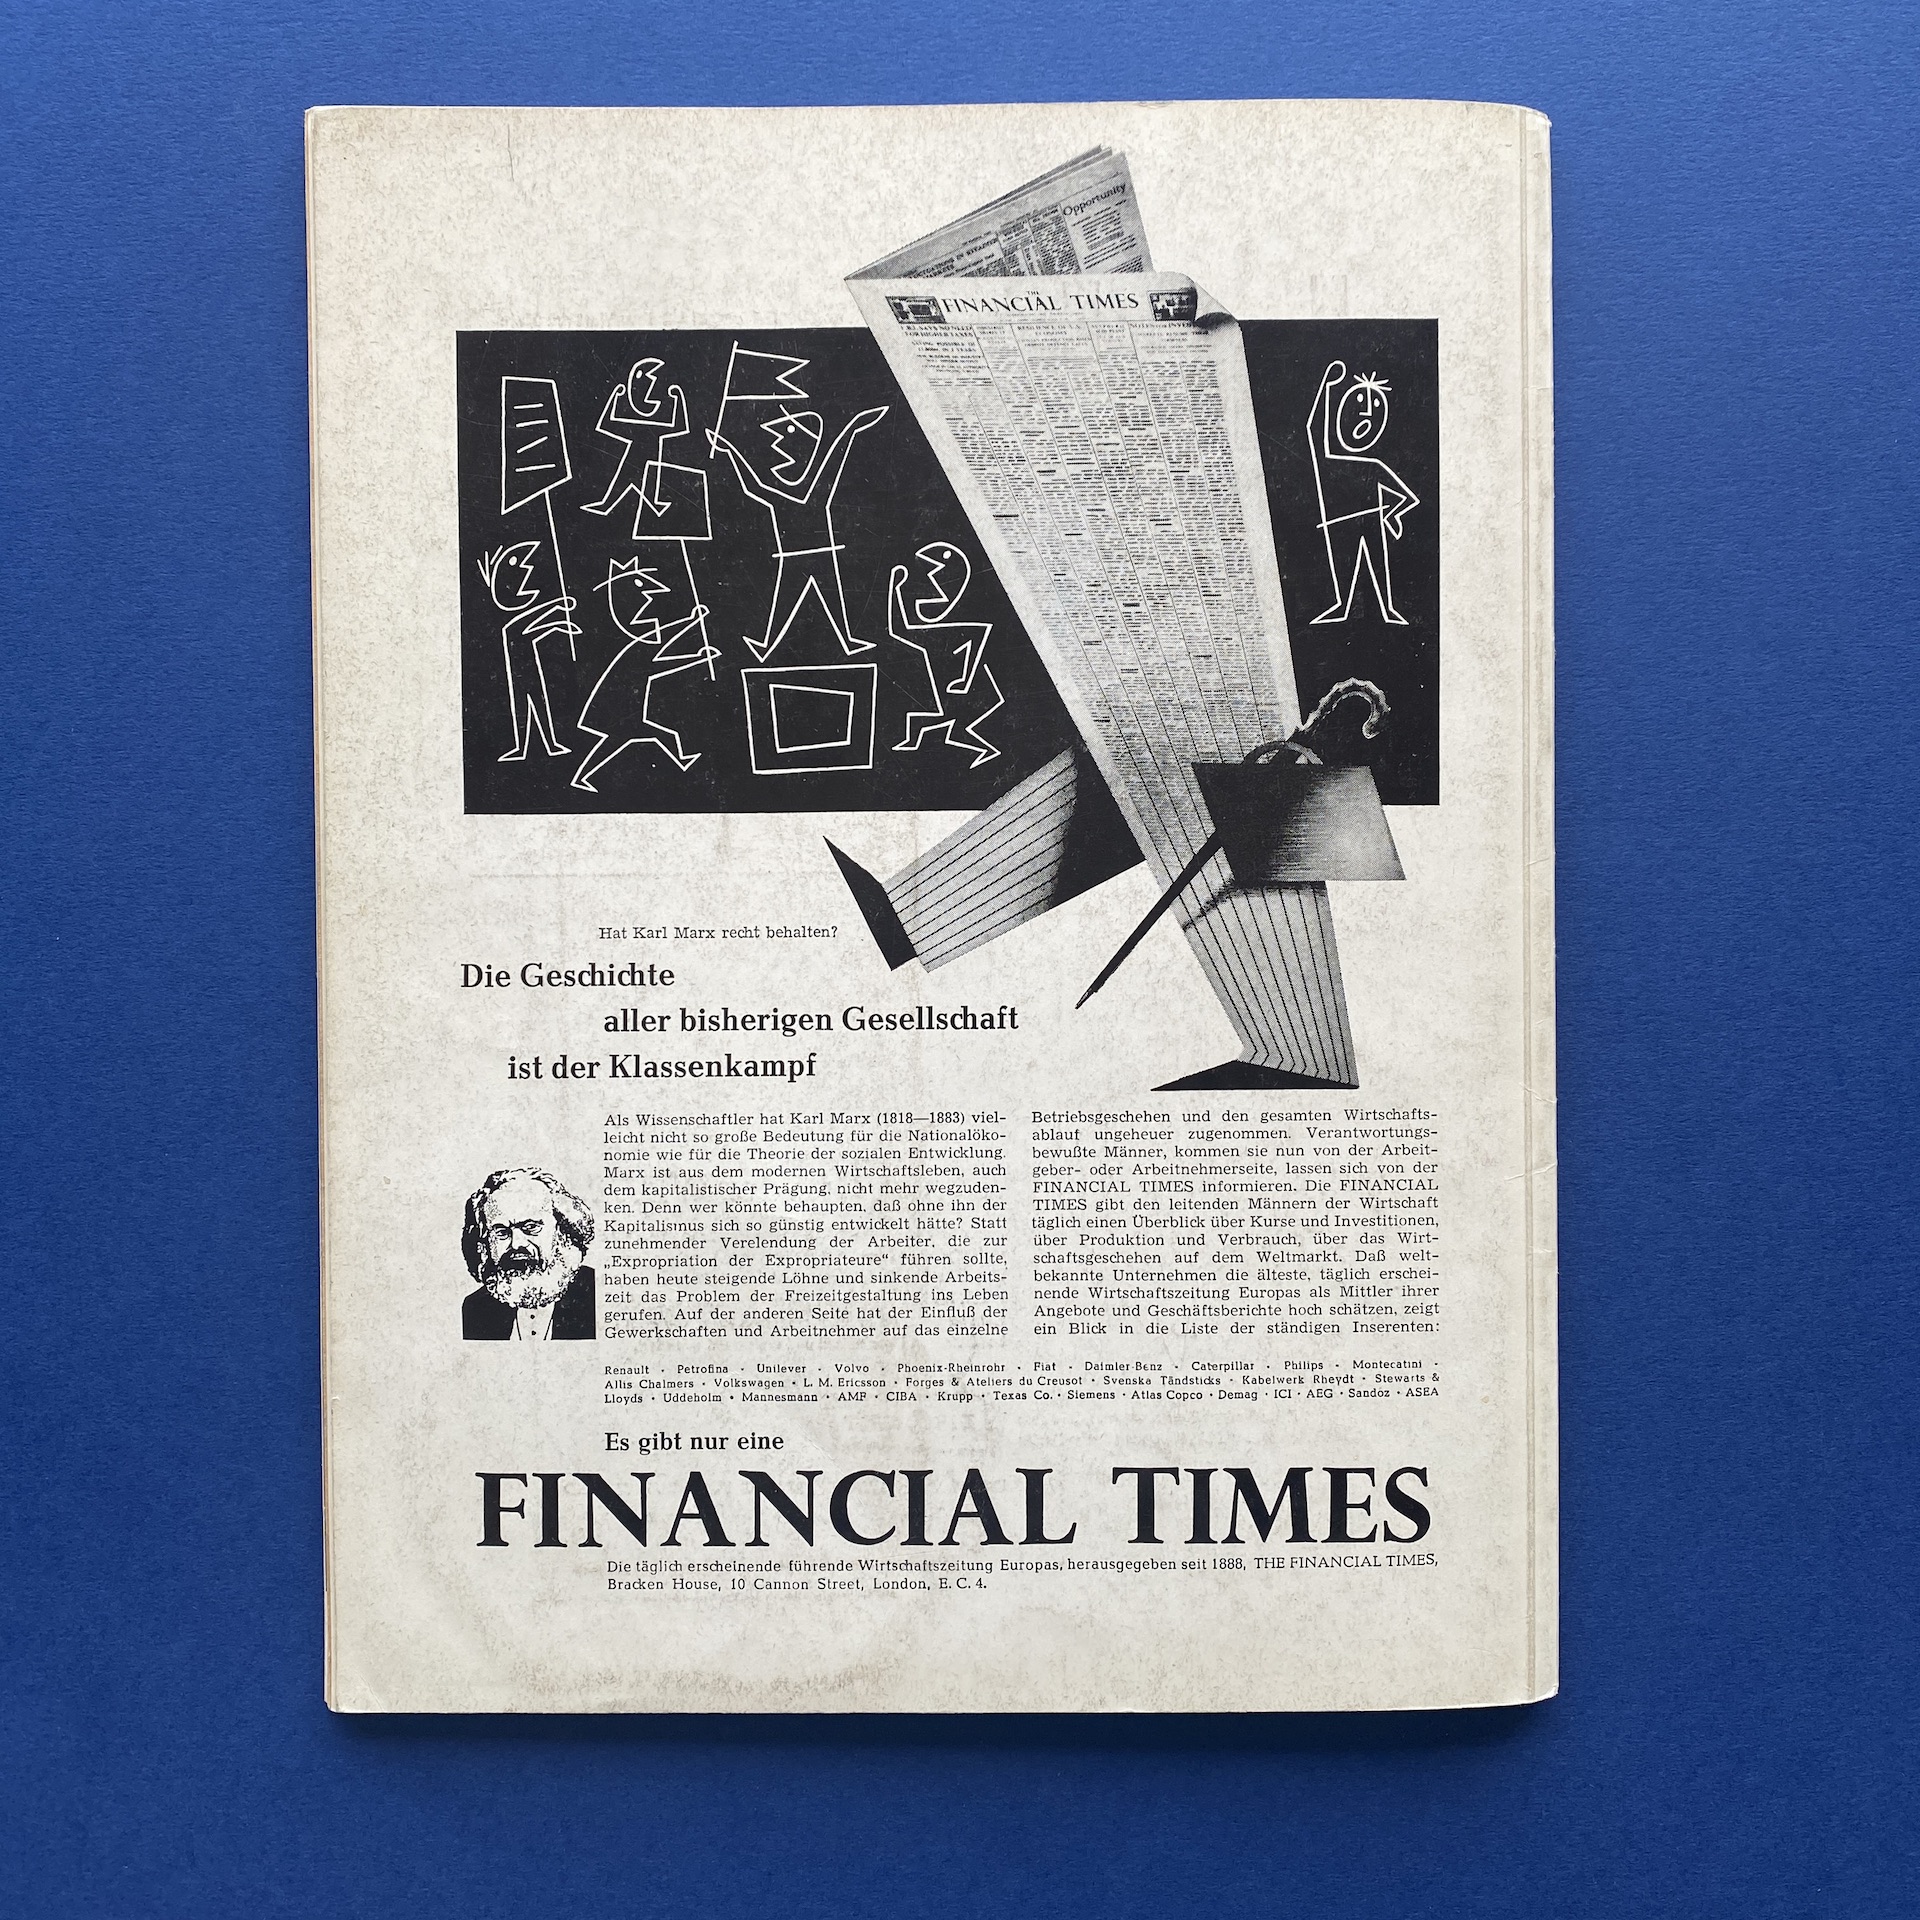 Opportunity
THE
FINANCIAL TIMES
Hat Karl Marx recht behalten?
Die Geschichte
aller bisherigen Gesellschaft
ist der Klassenkampf
Als Wissenschaftler hat Karl Marx (1818—1883) viel-
leicht nicht so große Bedeutung für die Nationalöko-
nomie wie für die Theorie der sozialen Entwicklung.
Marx ist aus dem modernen Wirtschaftsleben, auch
dem kapitalistischer Prägung, nicht mehr wegzuden-
ken. Denn wer könnte behaupten, daß ohne ihn der
Kapitalismus sich so günstig entwickelt hätte? Statt
zunehmender Verelendung der Arbeiter, die zur
„Expropriation der Expropriateure“ führen sollte,
haben heute steigende Löhne und sinkende Arbeits-
zeit das Problem der Freizeitgestaltung ins Leben
gerufen. Auf der anderen Seite hat der Einfluß der
Gewerkschaften und Arbeitnehmer auf das einzelne
Betriebsgeschehen und den gesamten Wirtschafts-
ablauf ungeheuer zugenommen. Verantwortungs-
bewußte Männer, kommen sie nun von der Arbeit-
geber- oder Arbeitnehmerseite, lassen sich von der
FINANCIAL TIMES informieren. Die FINANCIAL
TIMES gibt den leitenden Männern der Wirtschaft
täglich einen Überblick über Kurse und Investitionen,
über Produktion und Verbrauch, über das Wirt-
schaftsgeschehen auf dem Weltmarkt. Daß welt-
bekannte Unternehmen die älteste, täglich erschei-
nende Wirtschaftszeitung Europas als Mittler ihrer
Angebote und Geschäftsberichte hoch schätzen, zeigt
ein Blick in die Liste der ständigen Inserenten:
Renault • Petrofina • Unilever • Volvo • Phoenix-Rheinrohr • Fiat • Daimler-Benz • Caterpillar • Philips • Montecatini •
Allis Chalmers • Volkswagen • L. M. Ericsson • Forges & Ateliers du Creusot • Svenska Tändsticks • Kabelwerk Rheydt • Stewarts &
Lloyds • Uddeholm • Mannesmann • AMF • CIBA • Krupp • Texas Co. • Siemens • Atlas Copco • Demag • ICI • AEG • Sandoz • ASEA
Es gibt nur eine
FINANCIAL TIMES
Die täglich erscheinende führende Wirtschaftszeitung Europas, herausgegeben seit 1888, THE FINANCIAL TIMES,
Bracken House, 10 Cannon Street, London, E. C. 4.